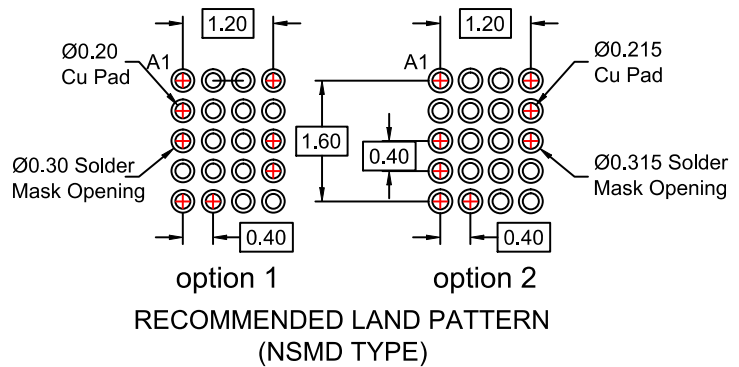 1.20
1.20
Ø0.20
Cu Pad
A1
A1
Ø0.215
Cu Pad
1.60
0.40
Ø0.30 Solder
Mask Opening
Ø0.315 Solder
Mask Opening
0.40
0.40
option 1
option 2
RECOMMENDED LAND PATTERN
(NSMD TYPE)